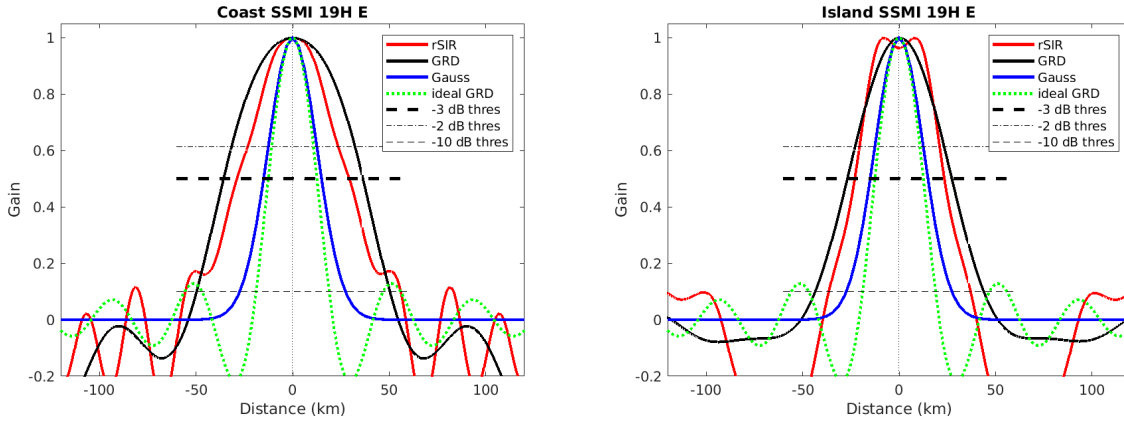 Coast SSMI 19H E
Gain
1
0.8
0.6
0.4
0.2
0
-0.2
-100
-50
0
50
100
Distance (km)
rSIR
GRD
Gauss
ideal GRD
-3 dB thres
-2 dB thres
-10 dB thres
Island SSMI 19H E
Gain
1
0.8
0.6
0.4
0.2
0
-0.2
-100
-50
0
50
100
Distance (km)
rSIR
GRD
Gauss
ideal GRD
-3 dB thres
-2 dB thres
-10 dB thres